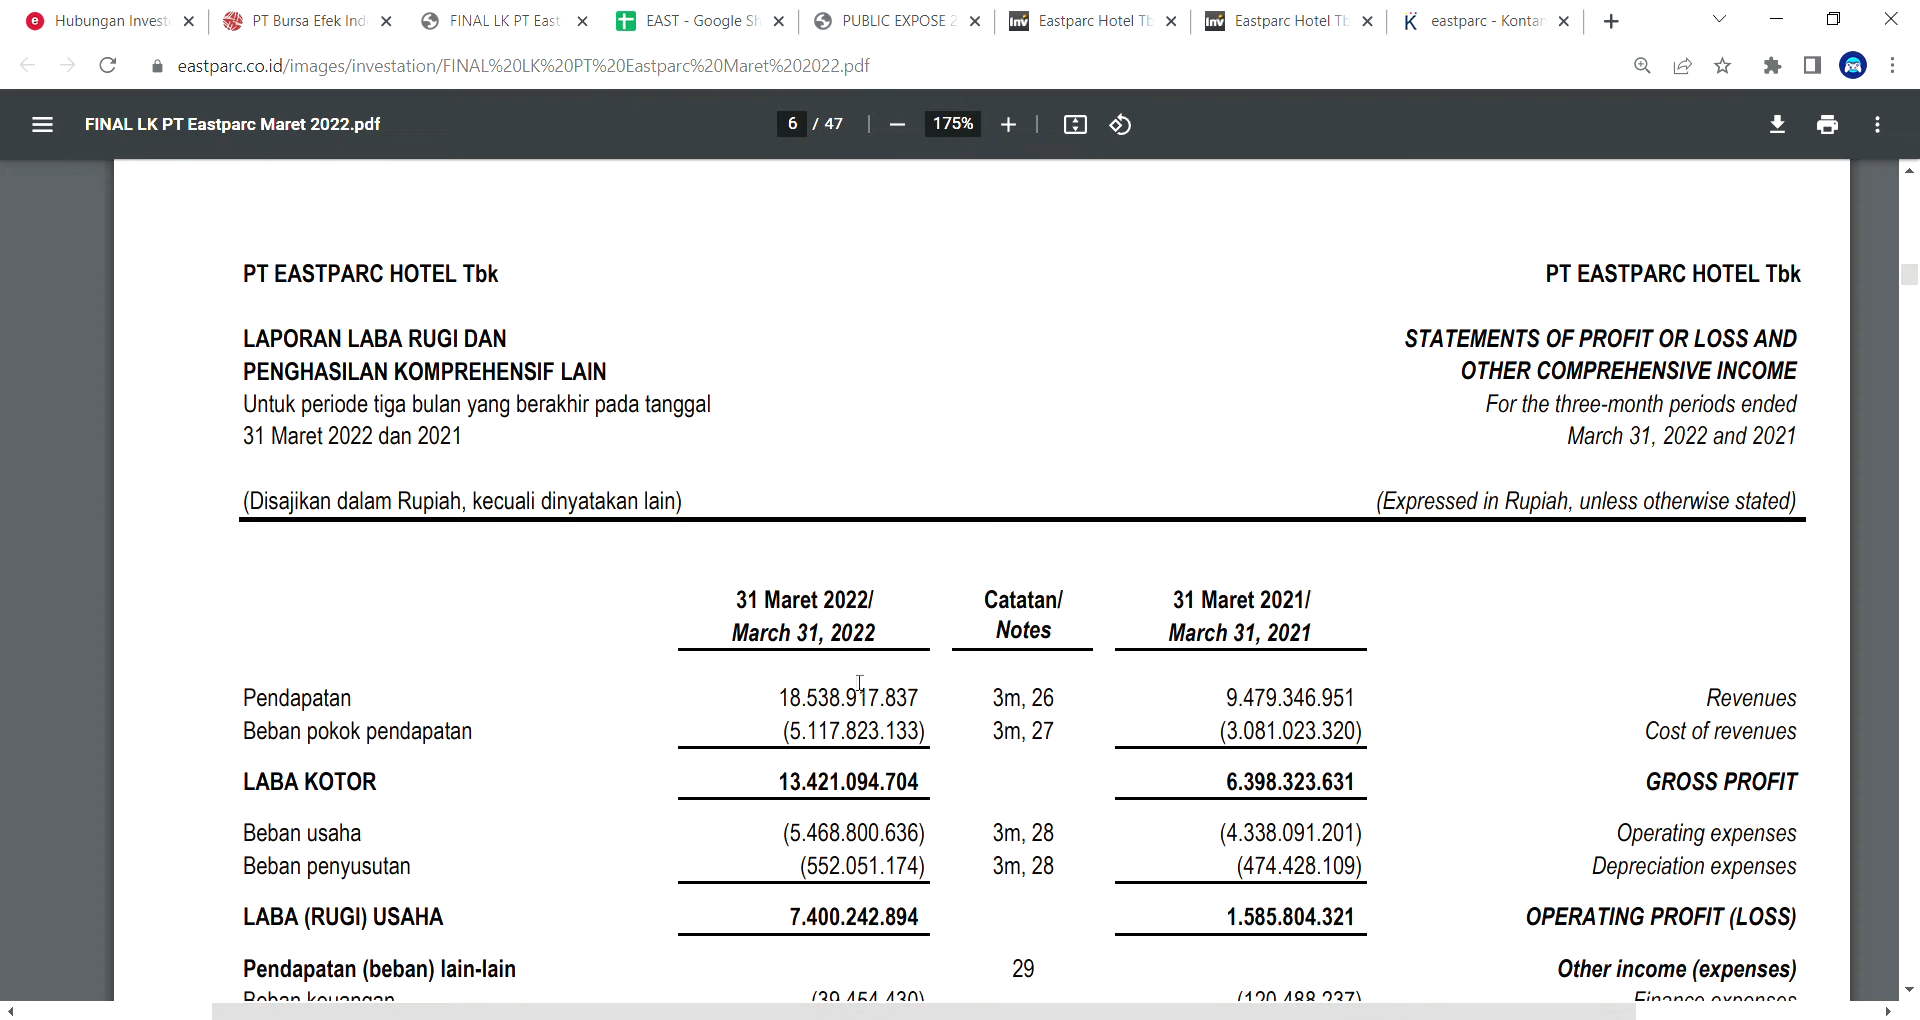 Hubungan Invest
PT Bursa Efek Ind
FINAL LK PT East
EAST - Google Sh
PUBLIC EXPOSE 2
Eastparc Hotel Tb
Eastparc Hotel Tb
eastparc - Kontan
eastparc.co.id/images/investation/FINAL%20LK%20PT%20Eastparc%20Maret%202022.pdf
FINAL LK PT Eastparc Maret 2022.pdf
6 / 47
175%
PT EASTPARC HOTEL Tbk PT EASTPARC HOTEL Tbk
LAPORAN LABA RUGI DAN STATEMENTS OF PROFIT OR LOSS AND
PENGHASILAN KOMPREHENSIF LAIN OTHER COMPREHENSIVE INCOME
Untuk periode tiga bulan yang berakhir pada tanggal For the three-month periods ended
31 Maret 2022 dan 2021 March 31, 2022 and 2021
(Disajikan dalam Rupiah, kecuali dinyatakan lain) (Expressed in Rupiah, unless otherwise stated)
31 Maret 2022/ Catatan/ 31 Maret 2021/
March 31, 2022 Notes March 31, 2021
Pendapatan 18.538.917.837 3m, 26 9.479.346.951 Revenues
Beban pokok pendapatan (5.117.823.133) 3m, 27 (3.081.023.320) Cost of revenues
LABA KOTOR 13.421.094.704 6.398.323.631 GROSS PROFIT
Beban usaha (5.468.800.636) 3m, 28 (4.338.091.201) Operating expenses
Beban penyusutan (552.051.174) 3m, 28 (474.428.109) Depreciation expenses
LABA (RUGI) USAHA 7.400.242.894 1.585.804.321 OPERATING PROFIT (LOSS)
Pendapatan (beban) lain-lain 29 Other income (expenses)
Beban keuangan (39.454.430) (120.488.237) Finance expenses